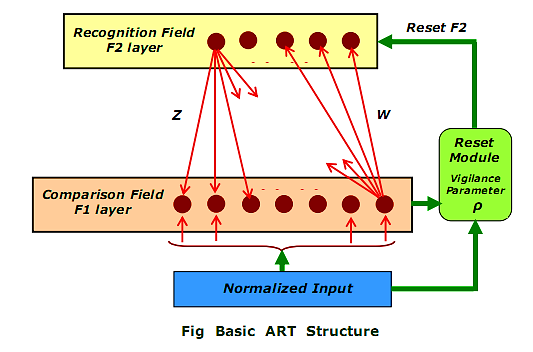 Recognition Field
F2 layer
Reset F2
Z
W
Reset
Module
Vigilance
Parameter
ρ
Comparison Field
F1 layer
Normalized Input
Fig Basic ART Structure